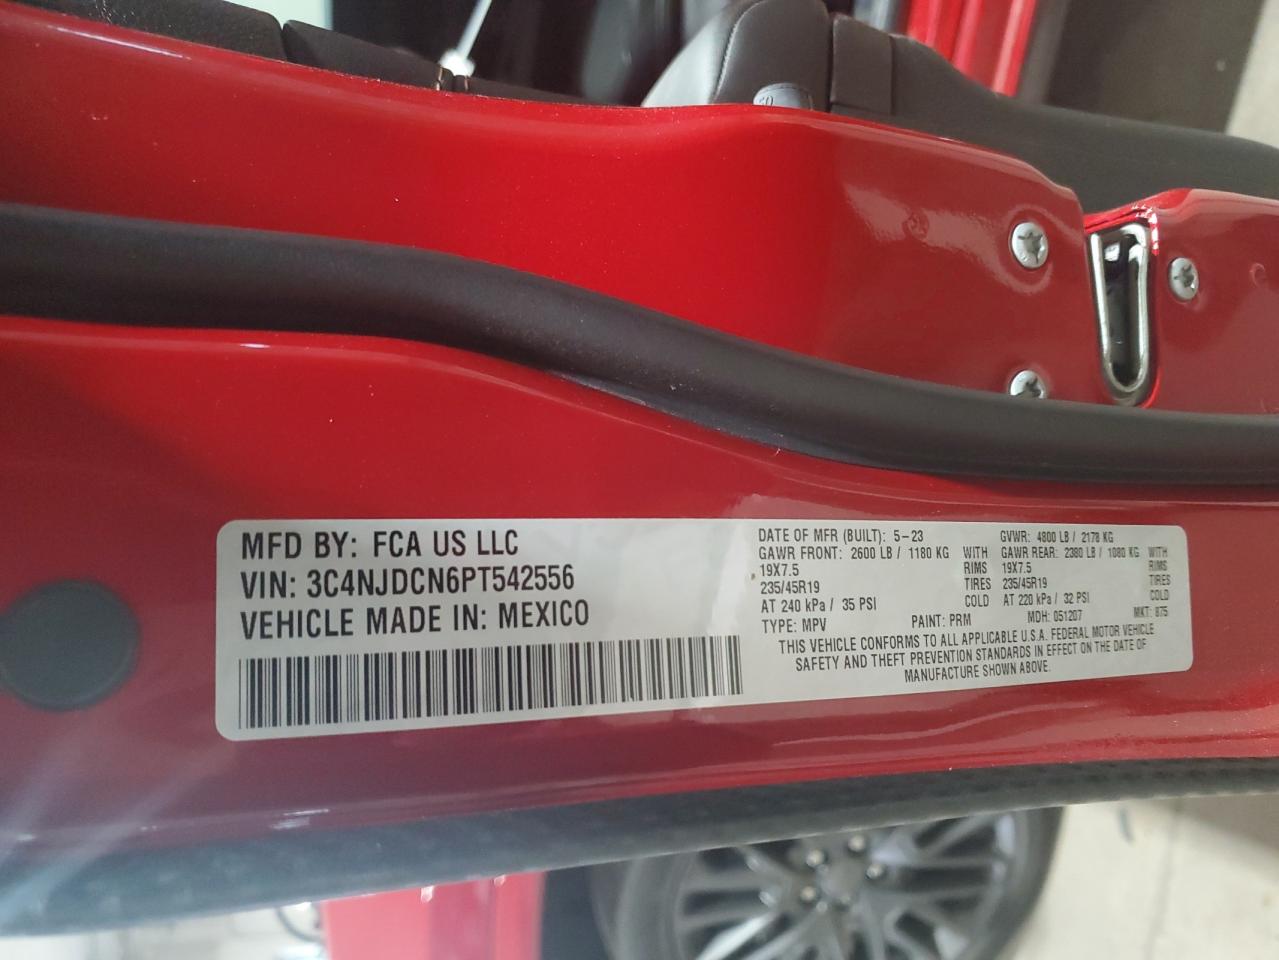 MFD BY: FCA US LLC
VIN: 3C4NJDCN6PT542556
VEHICLE MADE IN: MEXICO
DATE OF MFR (BUILT): 5-23 GVWR: 4800 LB / 2178 KG
GAWR FRONT: 2600 LB / 1180 KG WITH GAWR REAR: 2380 LB / 1080 KG WITH
19X7.5 RIMS 19X7.5 RIMS
235/45R19 TIRES 235/45R19 TIRES
AT 240 kPa / 35 PSI COLD AT 220 kPa / 32 PSI COLD
TYPE: MPV PAINT: PRM MDH: 051207 MKT: 875
THIS VEHICLE CONFORMS TO ALL APPLICABLE U.S.A. FEDERAL MOTOR VEHICLE
SAFETY AND THEFT PREVENTION STANDARDS IN EFFECT ON THE DATE OF
MANUFACTURE SHOWN ABOVE.